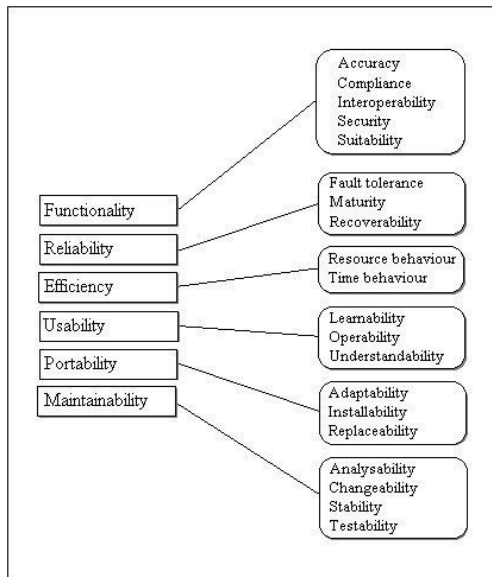 Functionality
Reliability
Efficiency
Usability
Portability
Maintainability
Accuracy
Compliance
Interoperability
Security
Suitability
Fault tolerance
Maturity
Recoverability
Resource behaviour
Time behaviour
Learnability
Operability
Understandability
Adaptability
Installability
Replaceability
Analysability
Changeability
Stability
Testability